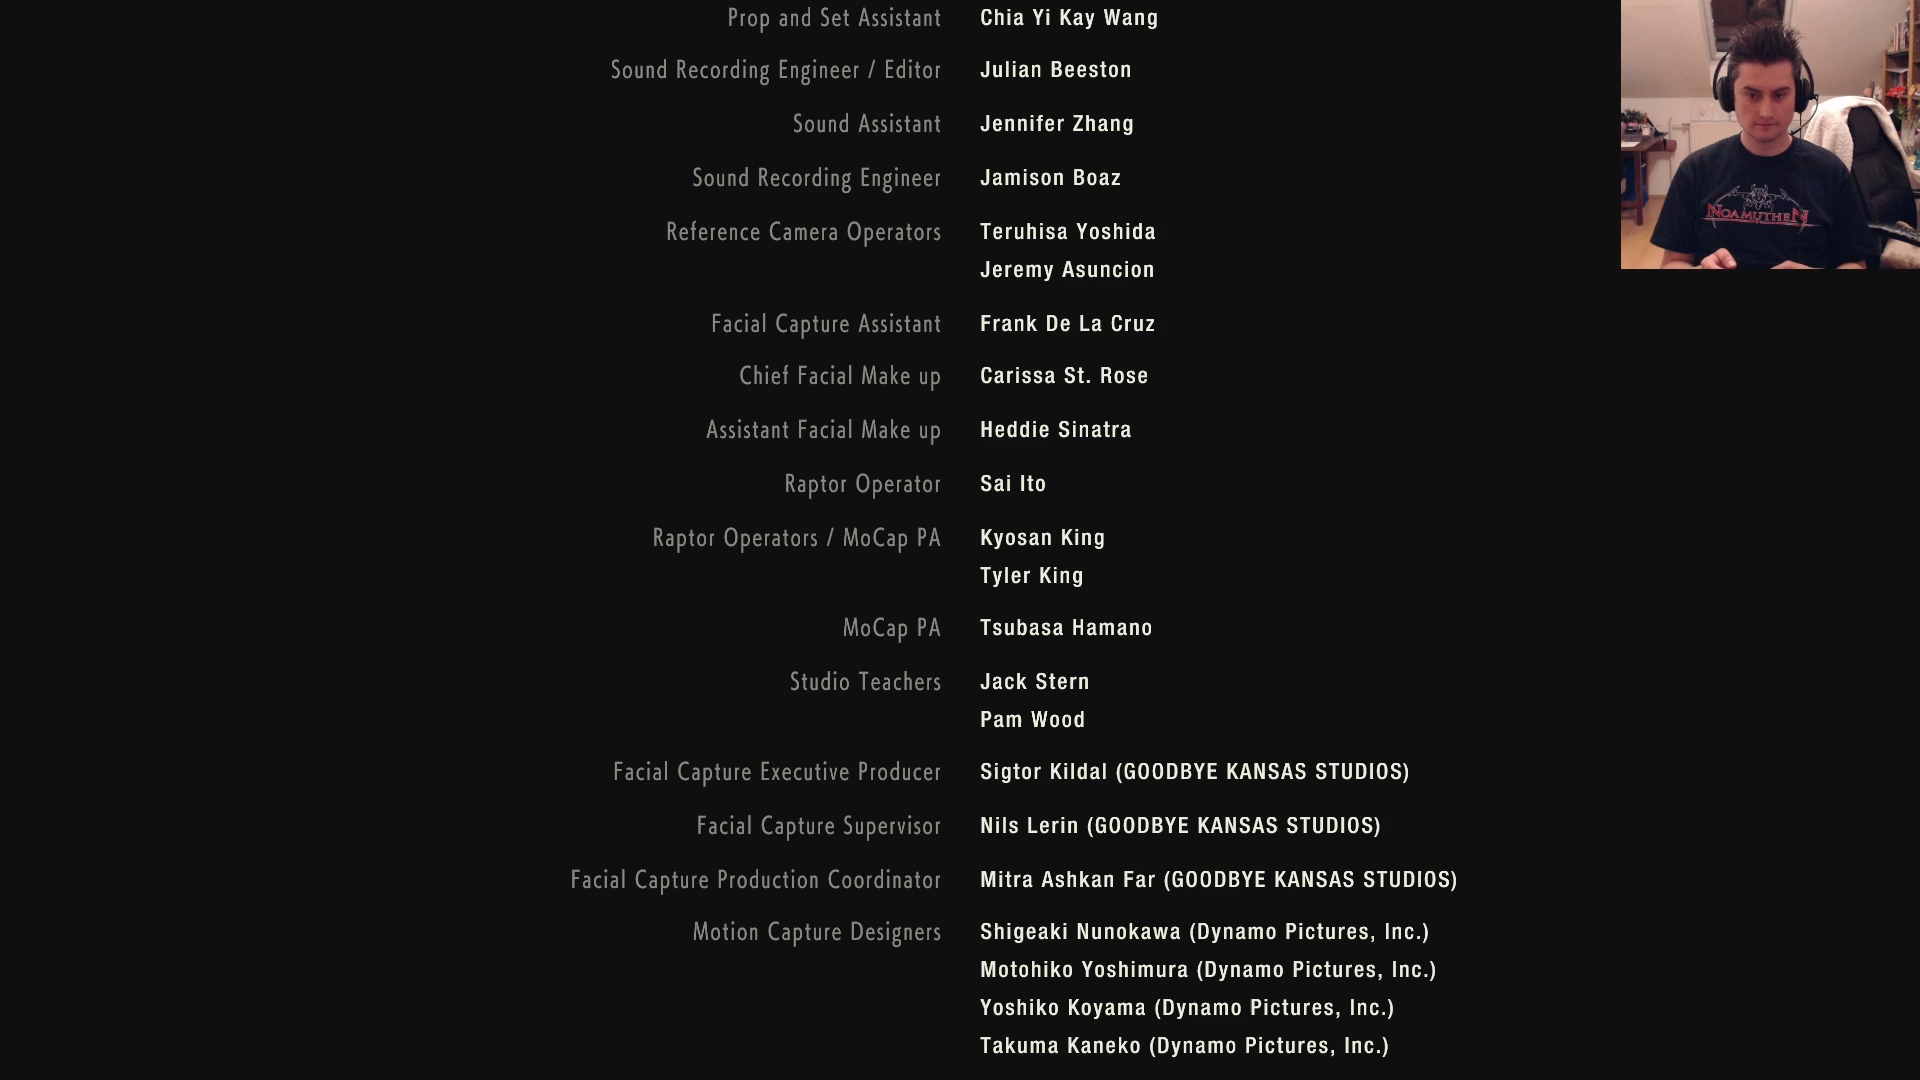 Prop and Set Assistant Chia Yi Kay Wang
Sound Recording Engineer / Editor Julian Beeston
Sound Assistant Jennifer Zhang
Sound Recording Engineer Jamison Boaz
Reference Camera Operators Teruhisa Yoshida
Jeremy Asuncion
Facial Capture Assistant Frank De La Cruz
Chief Facial Make up Carissa St. Rose
Assistant Facial Make up Heddie Sinatra
Raptor Operator Sai Ito
Raptor Operators / MoCap PA Kyosan King
Tyler King
MoCap PA Tsubasa Hamano
Studio Teachers Jack Stern
Pam Wood
Facial Capture Executive Producer Sigtor Kildal (GOODBYE KANSAS STUDIOS)
Facial Capture Supervisor Nils Lerin (GOODBYE KANSAS STUDIOS)
Facial Capture Production Coordinator Mitra Ashkan Far (GOODBYE KANSAS STUDIOS)
Motion Capture Designers Shigeaki Nunokawa (Dynamo Pictures, Inc.)
Motohiko Yoshimura (Dynamo Pictures, Inc.)
Yoshiko Koyama (Dynamo Pictures, Inc.)
Takuma Kaneko (Dynamo Pictures, Inc.)
NOAMUTHEN